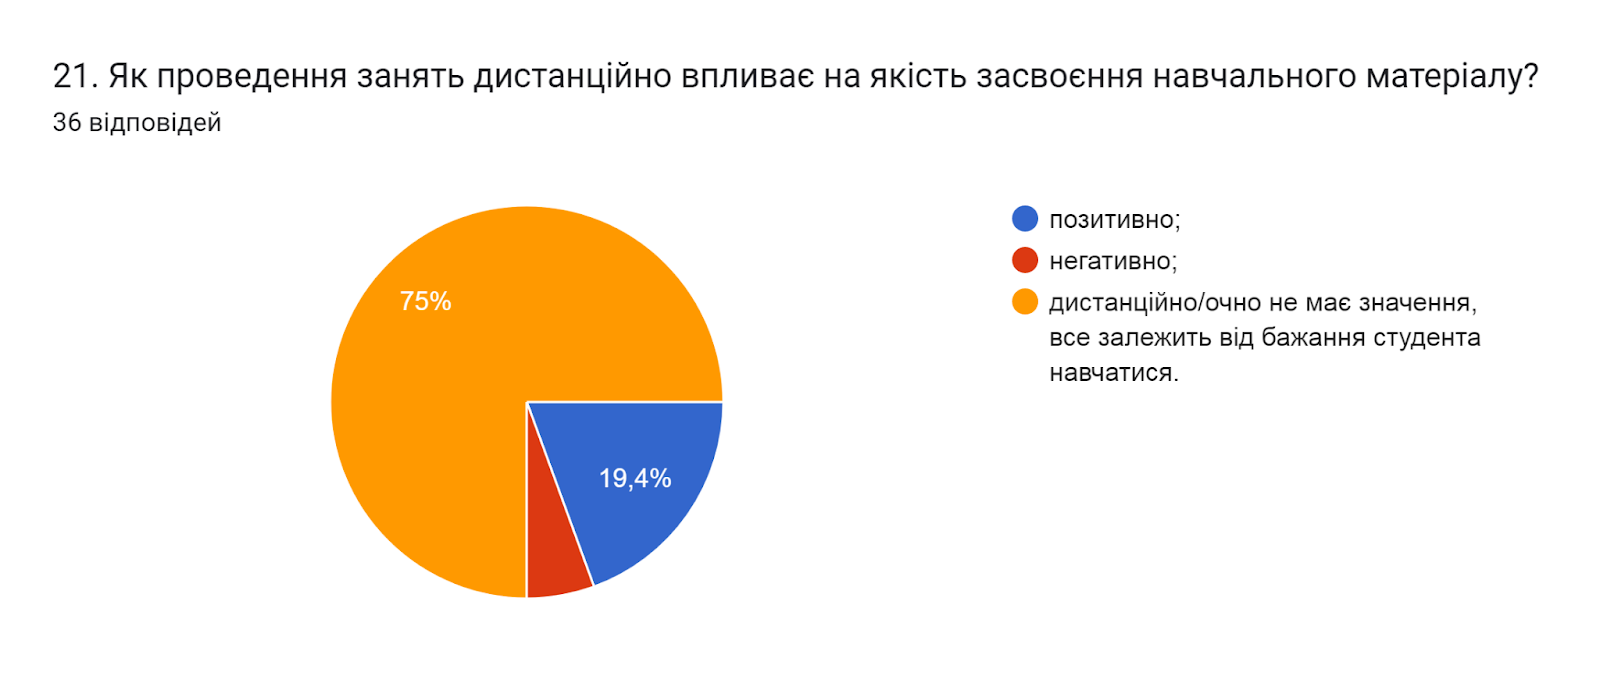 21. Як проведення занять дистанційно впливає на якість засвоєння навчального матеріалу?
36 відповідей
позитивно;
негативно;
дистанційно/очно не має значення,
все залежить від бажання студента
навчатися.
75%
19,4%